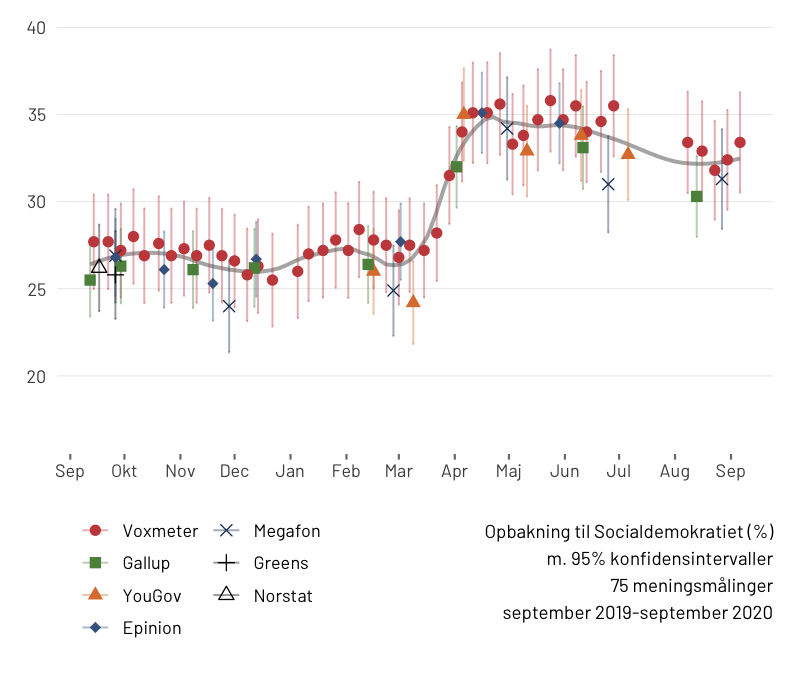 40
35
30
25
20
Sep Okt Nov Dec Jan Feb Mar Apr Maj Jun Jul Aug Sep
Voxmeter
Gallup
YouGov
Epinion
Megafon
Greens
Norstat
Opbakning til Socialdemokratiet (%)
m. 95% konfidensintervaller
75 meningsmålinger
september 2019-september 2020